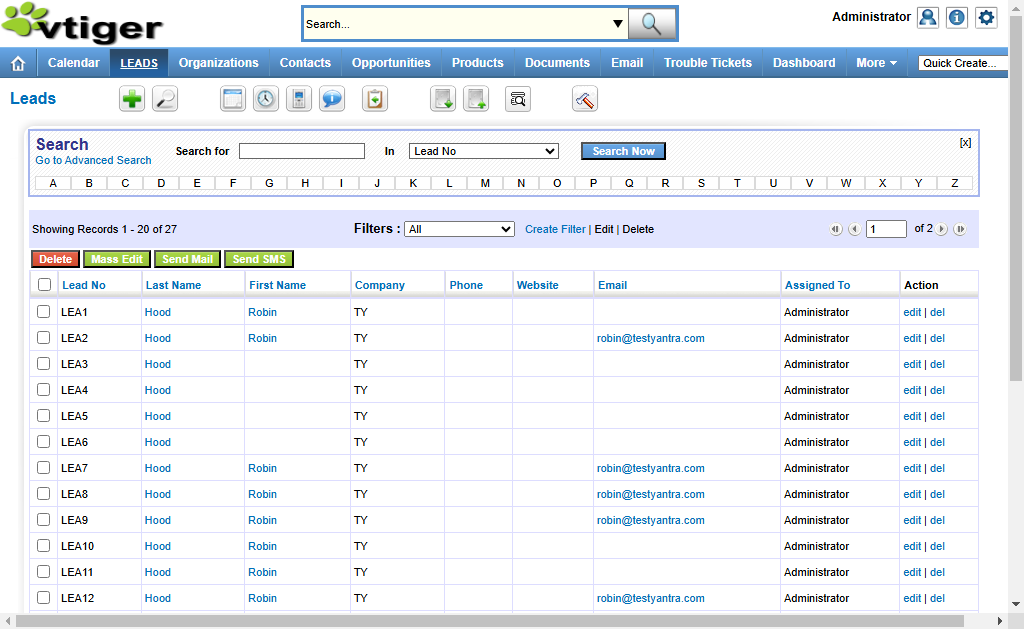 vtiger
Search...
Administrator
Calendar LEADS Organizations Contacts Opportunities Products Documents Email Trouble Tickets Dashboard More Quick Create...
Leads
Search
Go to Advanced Search
Search for In Lead No Search Now [x]
A B C D E F G H I J K L M N O P Q R S T U V W X Y Z
Showing Records 1 - 20 of 27 Filters : All Create Filter | Edit | Delete 1 of 2
Delete Mass Edit Send Mail Send SMS
Lead No Last Name First Name Company Phone Website Email Assigned To Action
LEA1 Hood Robin TY Administrator edit | del
LEA2 Hood Robin TY robin@testyantra.com Administrator edit | del
LEA3 Hood TY Administrator edit | del
LEA4 Hood TY Administrator edit | del
LEA5 Hood TY Administrator edit | del
LEA6 Hood TY Administrator edit | del
LEA7 Hood Robin TY robin@testyantra.com Administrator edit | del
LEA8 Hood Robin TY robin@testyantra.com Administrator edit | del
LEA9 Hood Robin TY robin@testyantra.com Administrator edit | del
LEA10 Hood Robin TY Administrator edit | del
LEA11 Hood Robin TY Administrator edit | del
LEA12 Hood Robin TY robin@testyantra.com Administrator edit | del